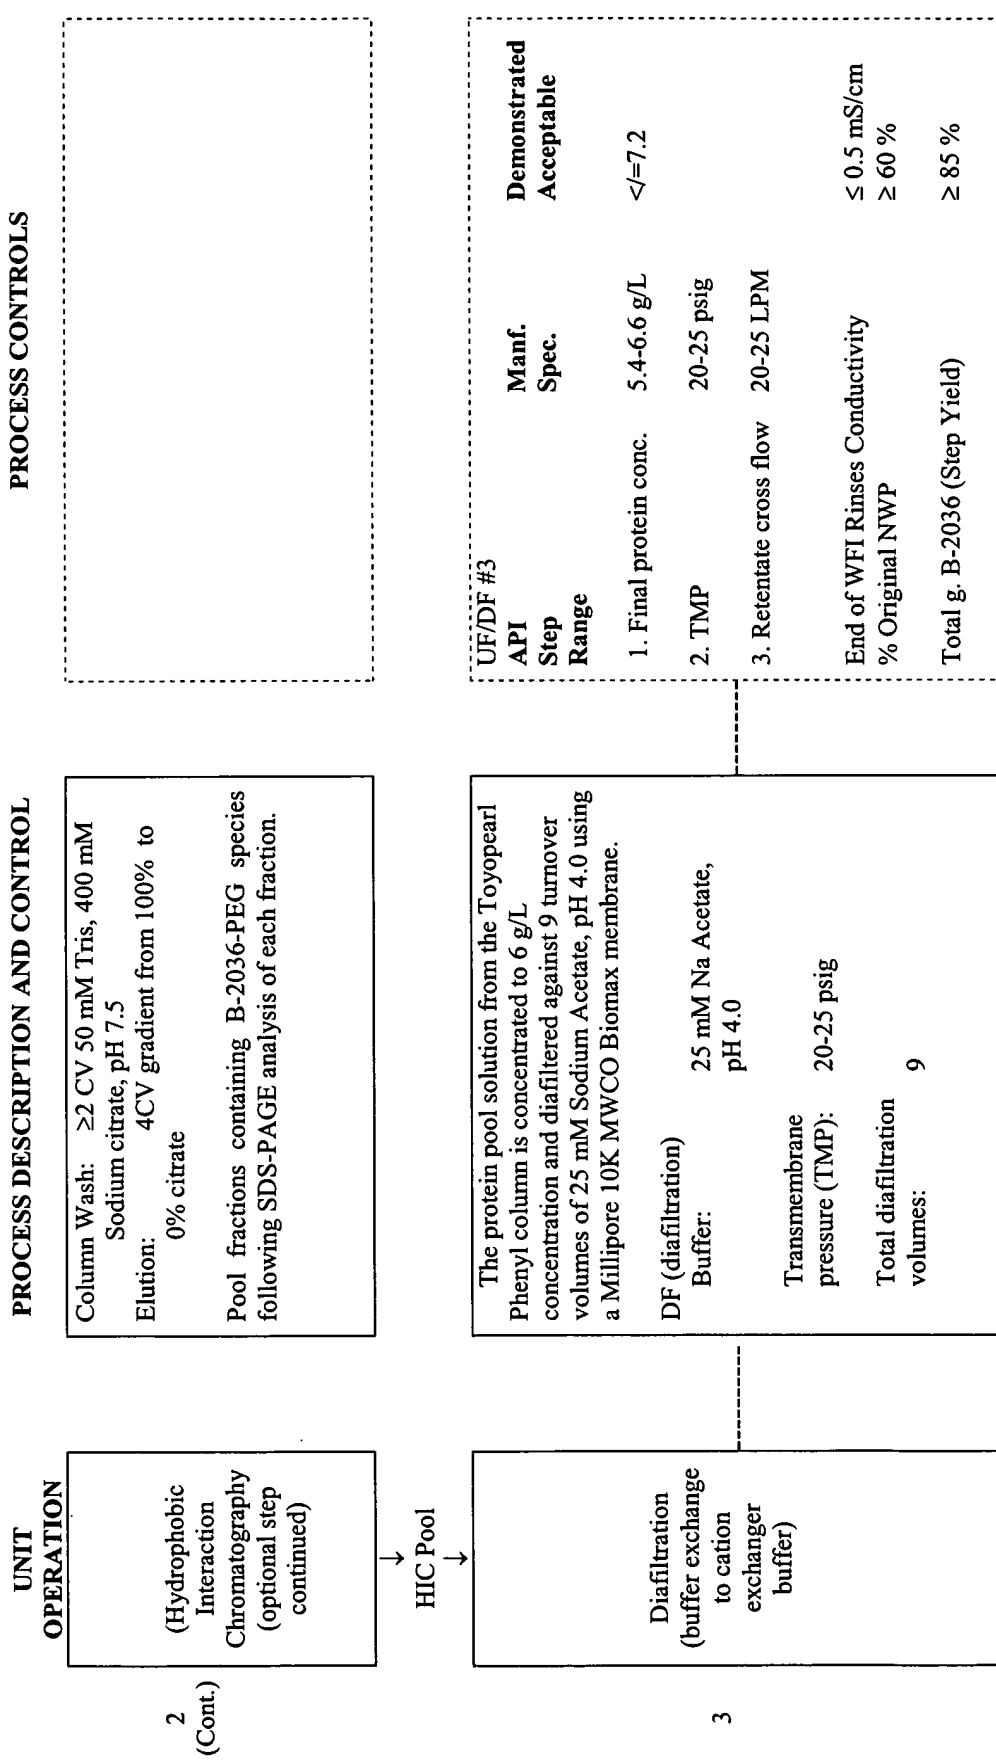 UNIT
OPERATION
PROCESS DESCRIPTION AND CONTROL
PROCESS CONTROLS
2
(Cont.)
(Hydrophobic
Interaction
Chromatography
(optional step
continued)
Column Wash: ≥2 CV 50 mM Tris, 400 mM
Sodium citrate, pH 7.5
Elution: 4CV gradient from 100% to
0% citrate
Pool fractions containing B-2036-PEG species
following SDS-PAGE analysis of each fraction.
↓
HIC Pool
↓
3
Diafiltration
(buffer exchange
to cation
exchanger
buffer)
The protein pool solution from the Toyopearl
Phenyl column is concentrated to 6 g/L
concentration and diafiltered against 9 turnover
volumes of 25 mM Sodium Acetate, pH 4.0 using
a Millipore 10K MWCO Biomax membrane.
DF (diafiltration)
Buffer: 25 mM Na Acetate,
pH 4.0
Transmembrane
pressure (TMP): 20-25 psig
Total diafiltration
volumes: 9
UF/DF #3
API Manf. Demonstrated
Step Spec. Acceptable
Range
1. Final protein conc. 5.4-6.6 g/L </=7.2
2. TMP 20-25 psig
3. Retentate cross flow 20-25 LPM
End of WFI Rinses Conductivity ≤ 0.5 mS/cm
% Original NWP ≥ 60 %
Total g. B-2036 (Step Yield) ≥ 85 %